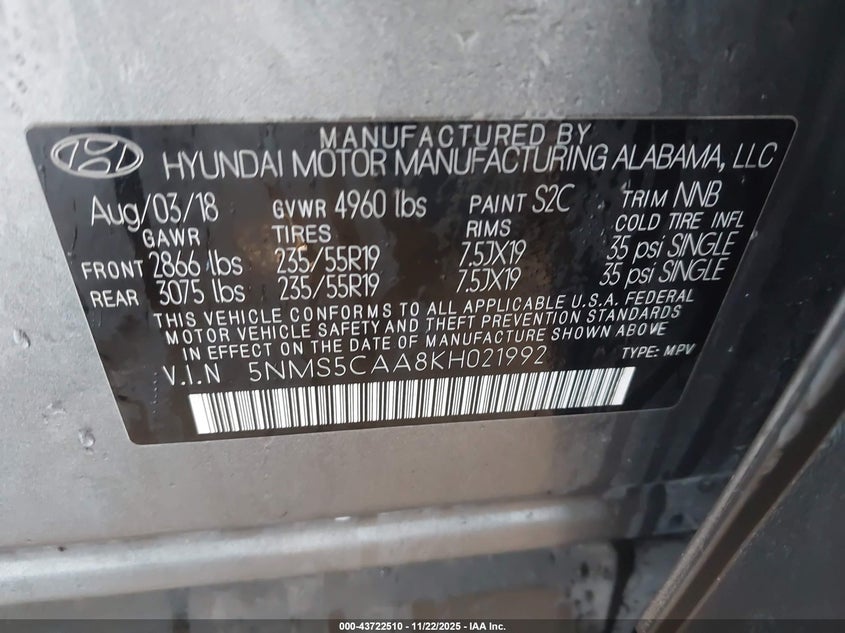 MANUFACTURED BY
HYUNDAI MOTOR MANUFACTURING ALABAMA, LLC
Aug/03/18 GVWR 4960 lbs PAINT S2C TRIM NNB
GAWR TIRES RIMS COLD TIRE INFL
FRONT 2866 lbs 235/55R19 7.5JX19 35 psi SINGLE
REAR 3075 lbs 235/55R19 7.5JX19 35 psi SINGLE
THIS VEHICLE CONFORMS TO ALL APPLICABLE U.S.A. FEDERAL
MOTOR VEHICLE SAFETY AND THEFT PREVENTION STANDARDS
IN EFFECT ON THE DATE OF MANUFACTURE SHOWN ABOVE
V.I.N 5NMS5CAA8KH021992 TYPE: MPV
000-43722510 - 11/22/2025 - IAA Inc.